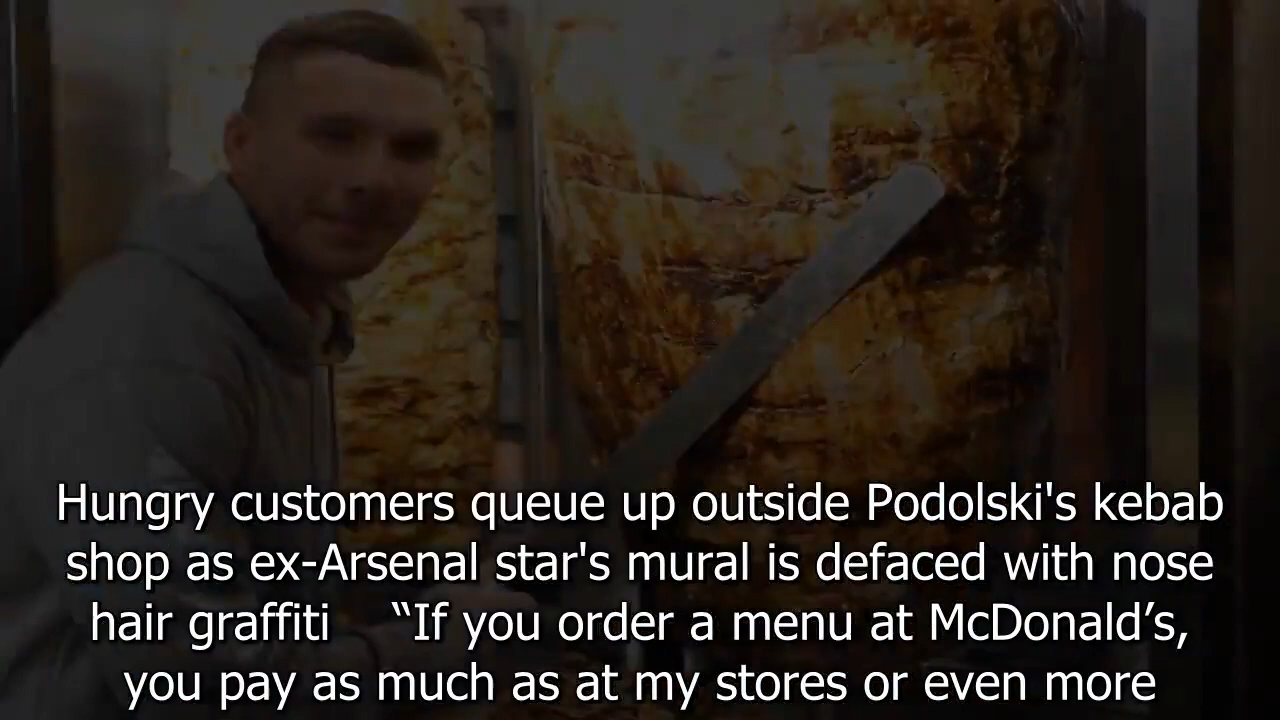 Hungry customers queue up outside Podolski's kebab
shop as ex-Arsenal star's mural is defaced with nose
hair graffiti “If you order a menu at McDonald’s,
you pay as much as at my stores or even more